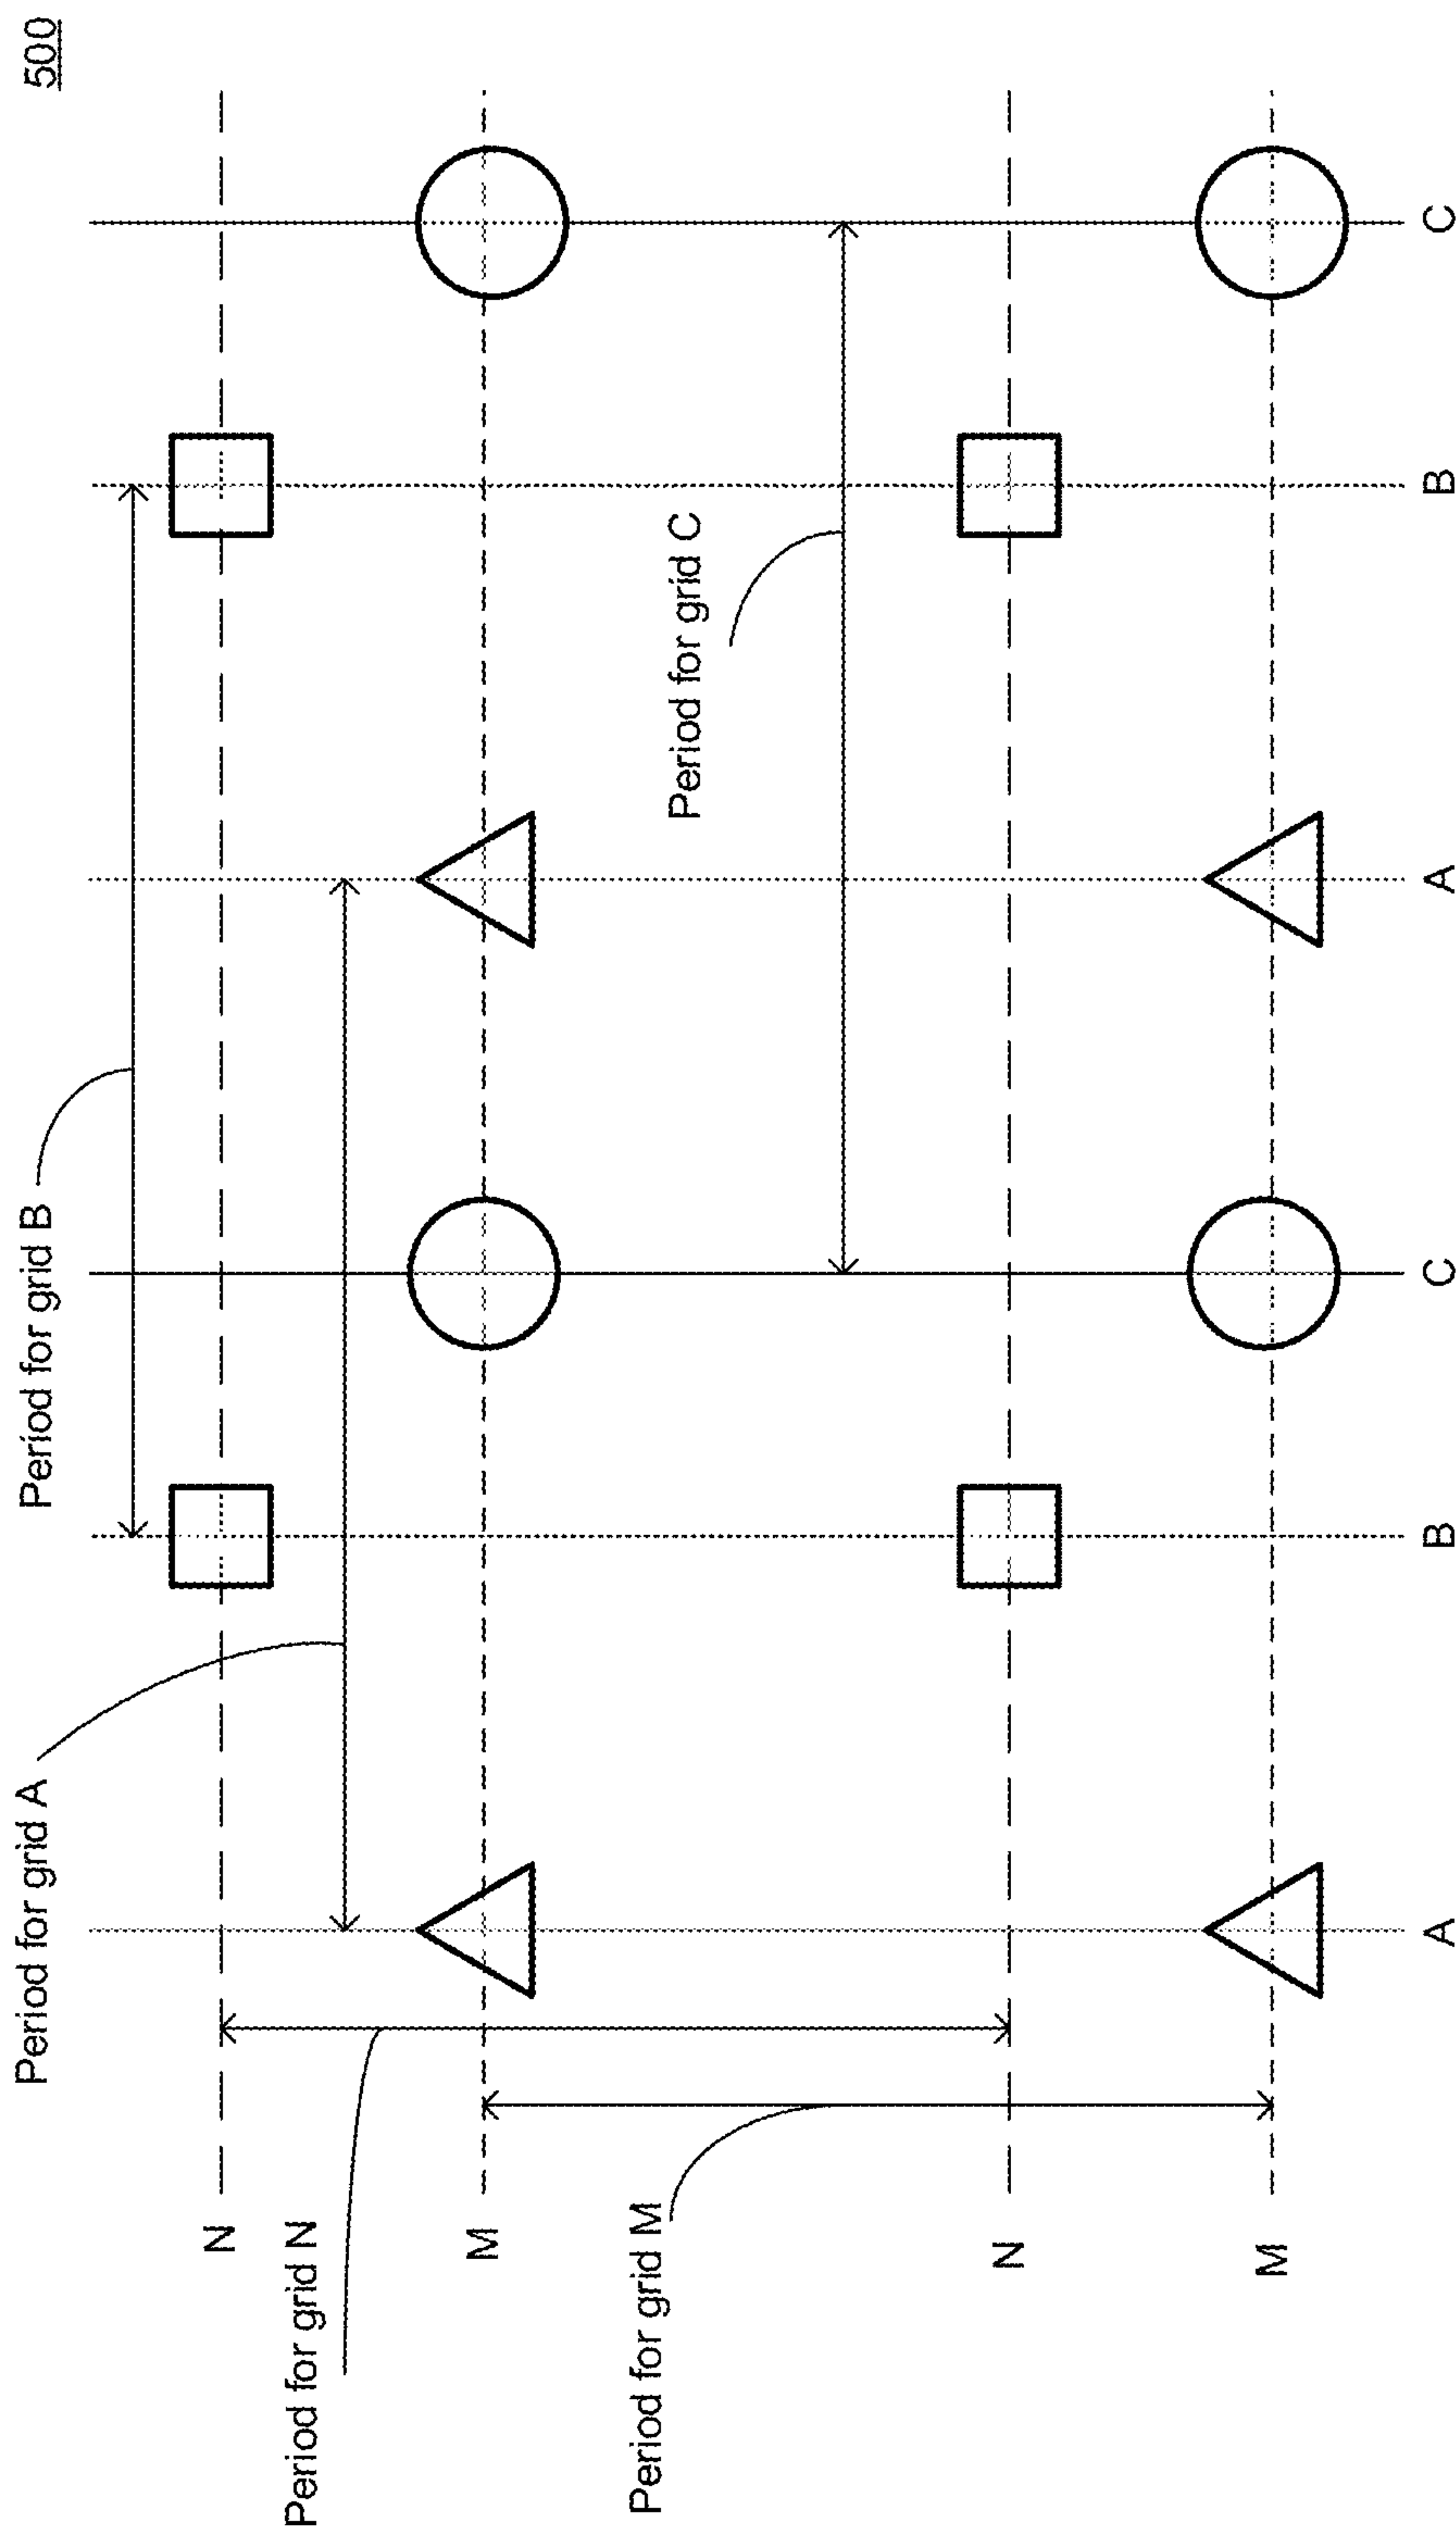 Period for grid A
Period for grid B
500
N
Period for grid N
M
Period for grid M
Period for grid C
N
M
A B C A B C